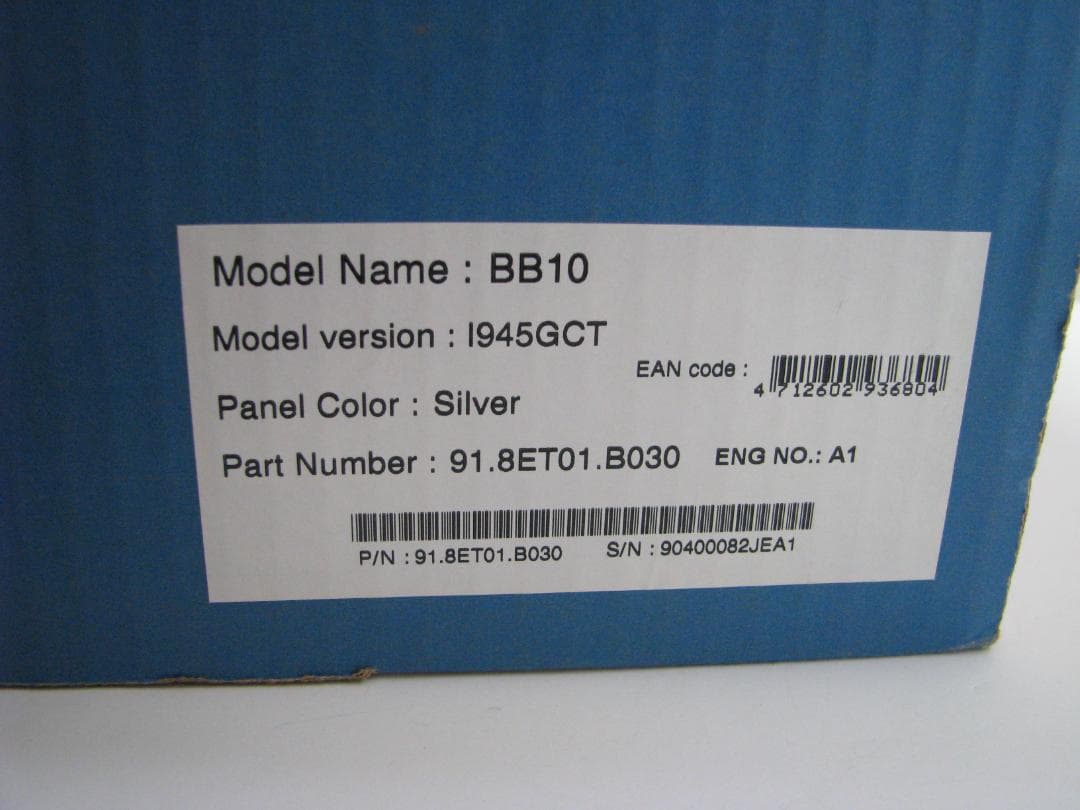 Model Name : BB10
Model version : I945GCT
EAN code :
4 712602 936804
Panel Color : Silver
Part Number : 91.8ET01.B030 ENG NO.: A1
P/N : 91.8ET01.B030 S/N : 90400082JEA1